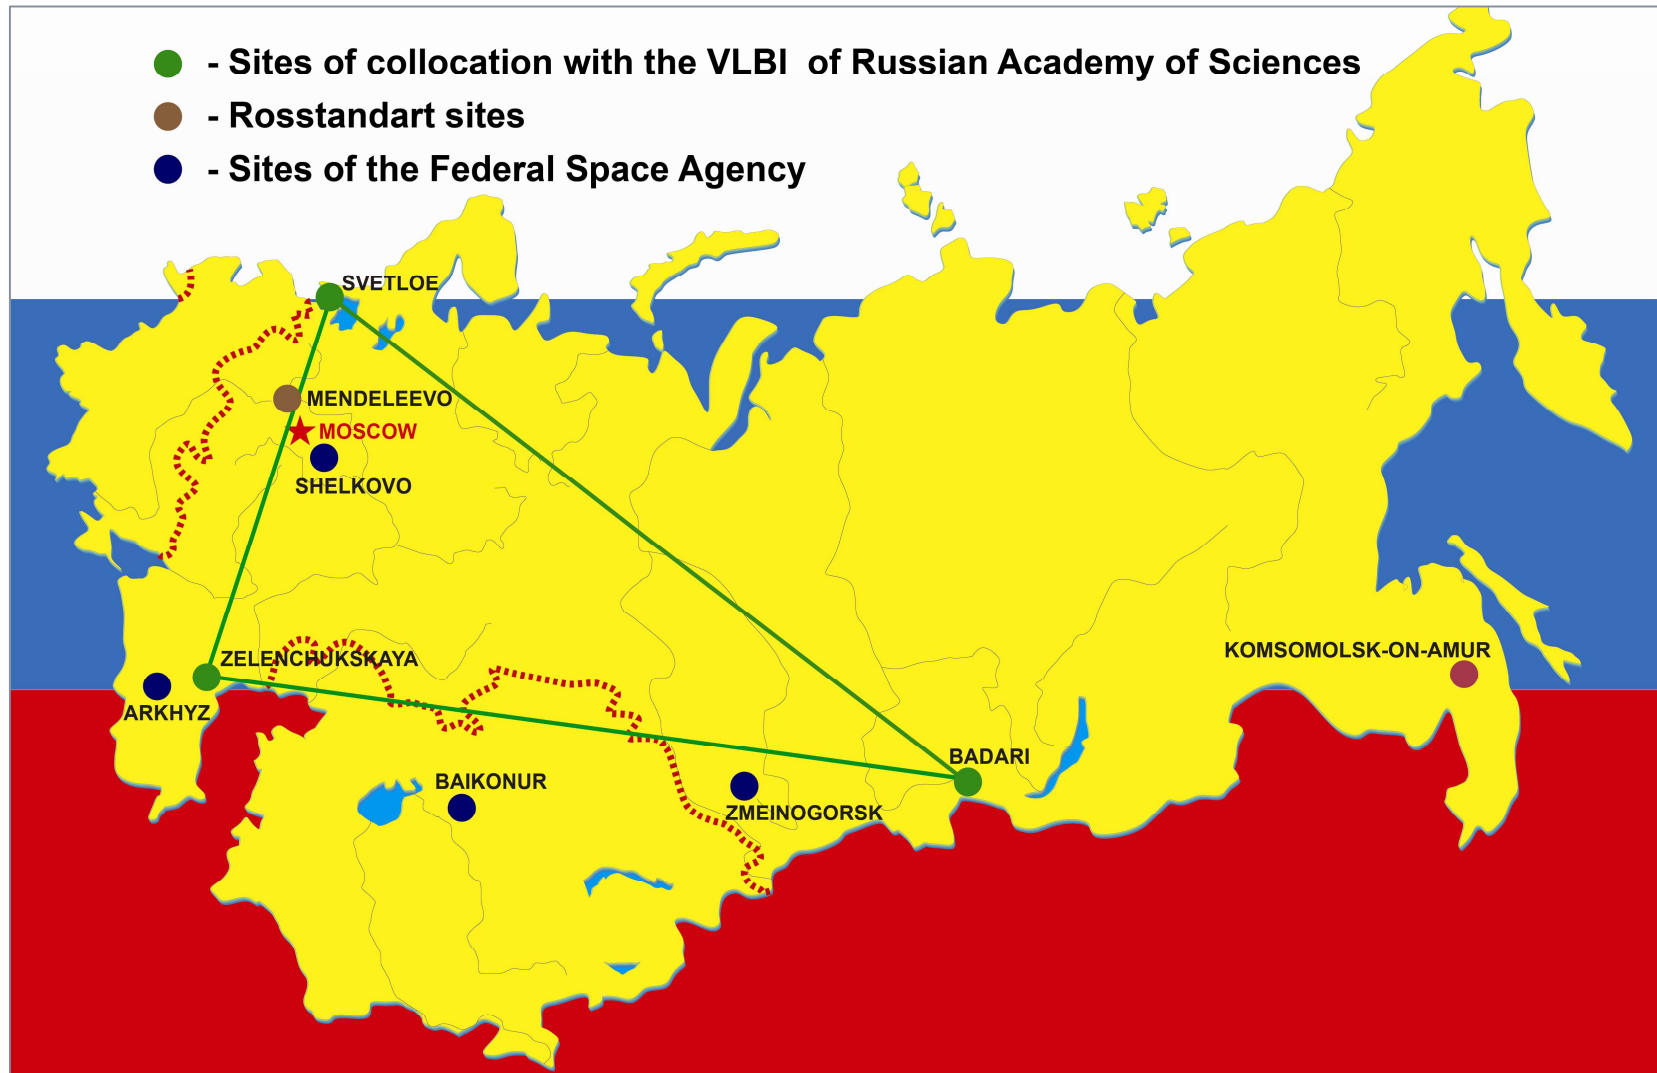 - Sites of collocation with the VLBI of Russian Academy of Sciences
- Rosstandart sites
- Sites of the Federal Space Agency
SVETLOE
MENDELEEVO
MOSCOW
SHELKOVO
KOMSOMOLSK-ON-AMUR
ZELENCHUKSKAYA
ARKHYZ
BADARI
BAIKONUR
ZMEINOGORSK